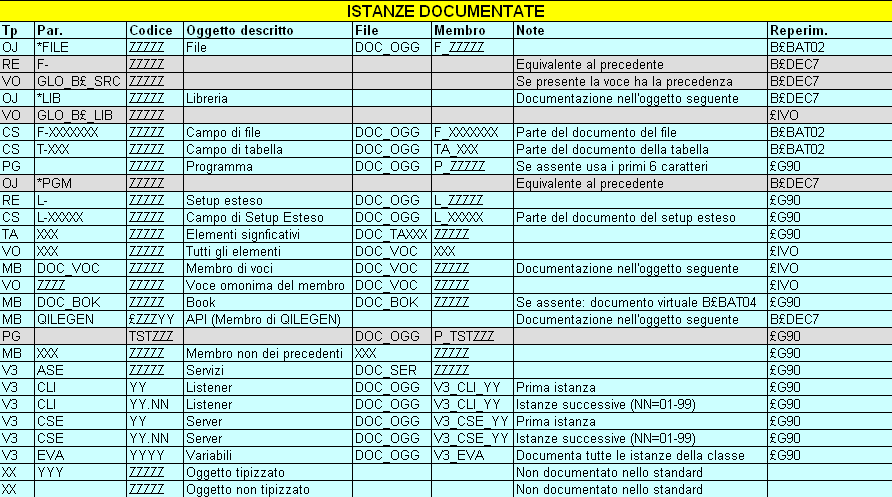 ISTANZE DOCUMENTATE
Tp Par. Codice Oggetto descritto File Membro Note Reperim.
OJ *FILE ZZZZZ File DOC_OGG F_ZZZZZ B£BAT02
RE F- ZZZZZ Equivalente al precedente B£DEC7
VO GLO_B£_SRC ZZZZZ Se presente la voce ha la precedenza B£DEC7
OJ *LIB ZZZZZ Libreria Documentazione nell'oggetto seguente B£DEC7
VO GLO_B£_LIB ZZZZZ £IVO
CS F-XXXXXXX ZZZZZ Campo di file DOC_OGG F_XXXXXXX Parte del documento del file B£BAT02
CS T-XXX ZZZZZ Campo di tabella DOC_OGG TA_XXX Parte del documento della tabella B£BAT02
PG ZZZZZ Programma DOC_OGG P_ZZZZZ Se assente usa i primi 6 caratteri £G90
OJ *PGM ZZZZZ Equivalente al precedente B£DEC7
RE L- ZZZZZ Setup esteso DOC_OGG L_ZZZZZ £G90
CS L-XXXXX ZZZZZ Campo di Setup Esteso DOC_OGG L_XXXXX Parte del documento del setup esteso £G90
TA XXX ZZZZZ Elementi signficativi DOC_TAXXX ZZZZZ £G90
VO XXX ZZZZZ Tutti gli elementi DOC_VOC XXX £IVO
MB DOC_VOC ZZZZZ Membro di voci DOC_VOC ZZZZZ Documentazione nell'oggetto seguente £IVO
VO ZZZZ ZZZZZ Voce omonima del membro DOC_VOC ZZZZZ £IVO
MB DOC_BOK ZZZZZ Book DOC_BOK ZZZZZ Se assente: documento virtuale B£BAT04 £G90
MB QILEGEN £ZZZYY API (Membro di QILEGEN) Documentazione nell'oggetto seguente B£DEC7
PG TSTZZZ DOC_OGG P_TSTZZZ £G90
MB XXX ZZZZZ Membro non dei precedenti XXX ZZZZZ £G90
V3 ASE ZZZZZ Servizi DOC_SER ZZZZZ £G90
V3 CLI YY Listener DOC_OGG V3_CLI_YY Prima istanza £G90
V3 CLI YY.NN Listener DOC_OGG V3_CLI_YY Istanze successive (NN=01-99) £G90
V3 CSE YY Server DOC_OGG V3_CSE_YY Prima istanza £G90
V3 CSE YY.NN Server DOC_OGG V3_CSE_YY Istanze successive (NN=01-99) £G90
V3 EVA YYYY Variabili DOC_OGG V3_EVA Documenta tutte le istanze della classe £G90
XX YYY ZZZZZ Oggetto tipizzato Non documentato nello standard
XX ZZZZZ Oggetto non tipizzato Non documentato nello standard